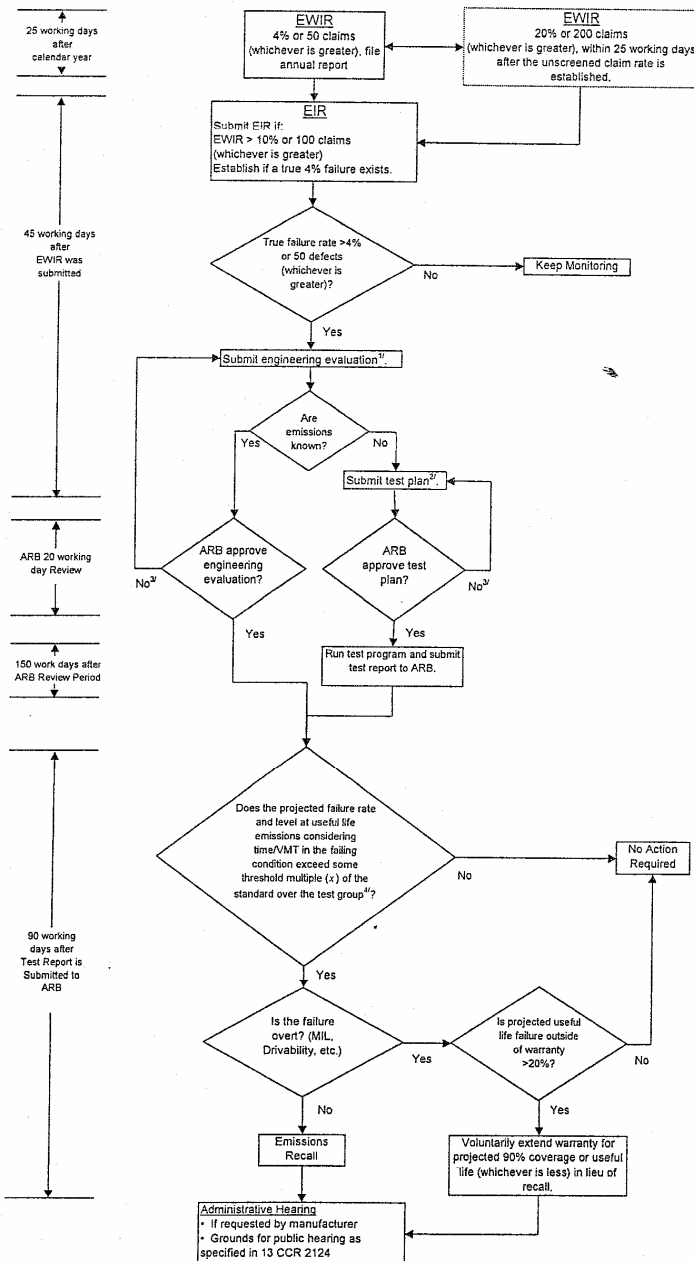 25 working days
after
calendar year
EWIR
4% or 50 claims
(whichever is greater), file
annual report
EWIR
20% or 200 claims
(whichever is greater), within 25 working days
after the unscreened claim rate is
established.
EIR
Submit EIR if:
EWIR > 10% or 100 claims
(whichever is greater)
Establish if a true 4% failure exists.
45 working days
after
EWIR was
submitted
True failure rate >4%
or 50 defects
(whichever is
greater)?
No
Keep Monitoring
Yes
Submit engineering evaluation1/.
Are
emissions
known?
Yes
No
Submit test plan2/.
ARB 20 working
day Review
ARB approve
engineering
evaluation?
No3/
ARB
approve test
plan?
No3/
Yes
Yes
150 work days after
ARB Review Period
Run test program and submit
test report to ARB.
Does the projected failure rate
and level at useful life
emissions considering
time/VMT in the failing
condition exceed some
threshold multiple (x) of the
standard over the test group4/?
No
No Action
Required
90 working
days after
Test Report is
Submitted to
ARB
Yes
Is the failure
overt? (MIL,
Drivability, etc.)
Yes
Is projected useful
life failure outside
of warranty
>20%?
No
No
Yes
Emissions
Recall
Voluntarily extend warranty for
projected 90% coverage or useful
life (whichever is less) in lieu of
recall.
Administrative Hearing
• If requested by manufacturer
• Grounds for public hearing as
specified in 13 CCR 2124